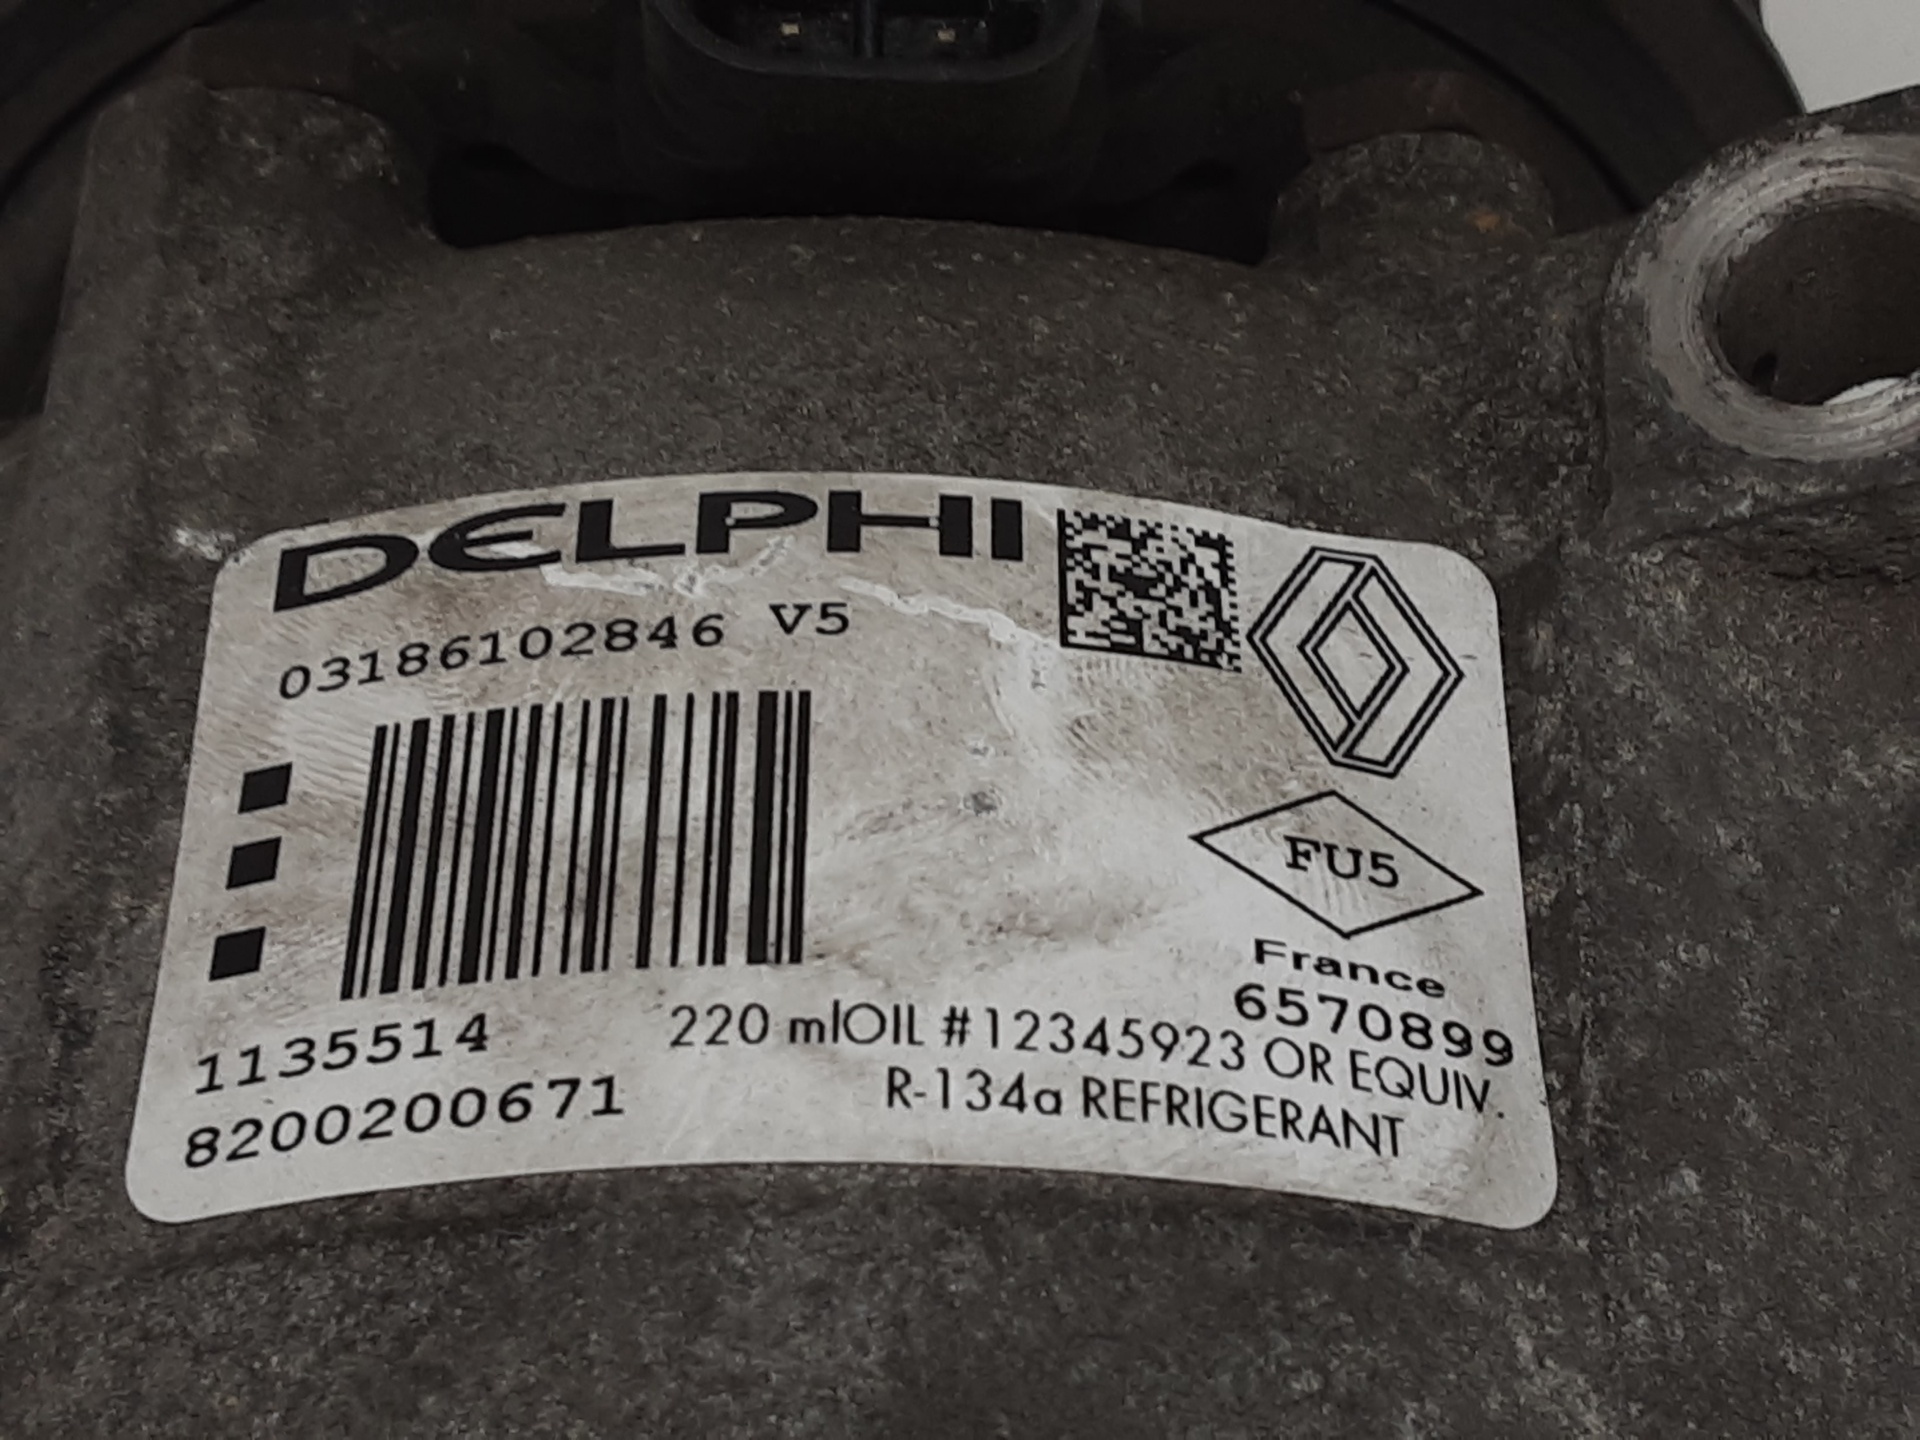 DELPHI
03186102846 V5
FU5
France
6570899
1135514
220 mlOIL #12345923 OR EQUIV.
8200200671
R-134a REFRIGERANT